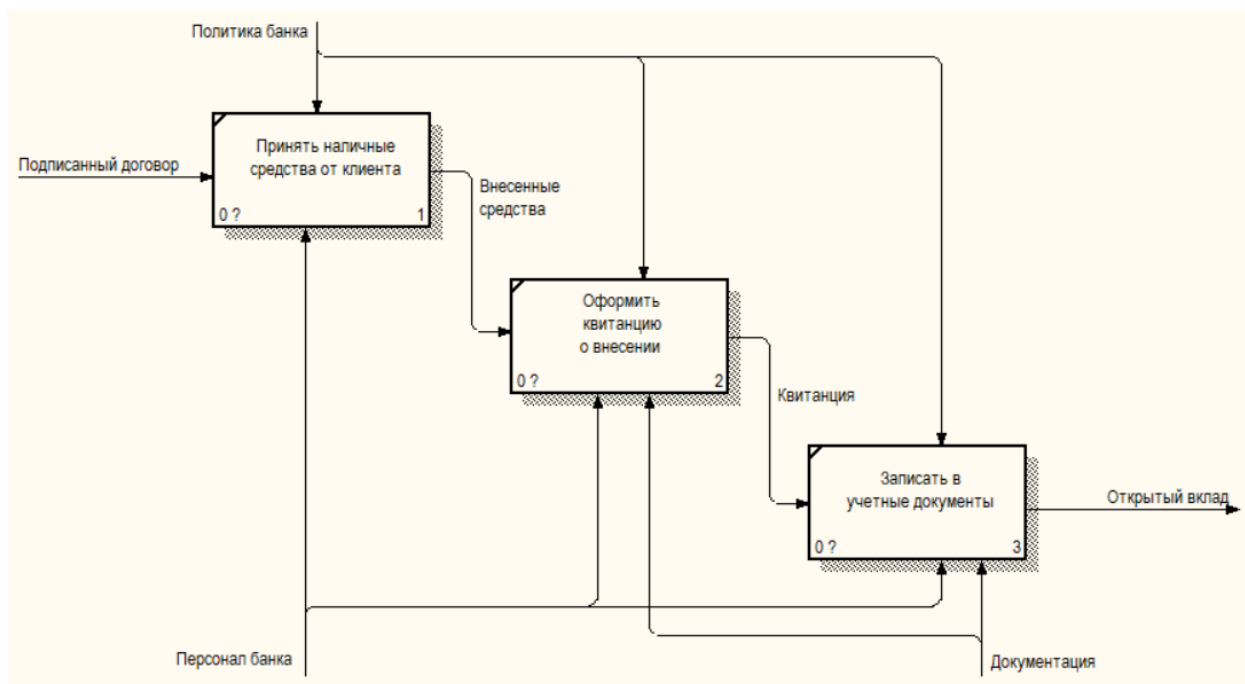 Политика банка
Принять наличные
средства от клиента
0 ?
1
Подписанный договор
Внесенные
средства
Оформить
квитанцию
о внесении
0 ?
2
Квитанция
Записать в
учетные документы
0 ?
3
Открытый вклад
Персонал банка
Документация